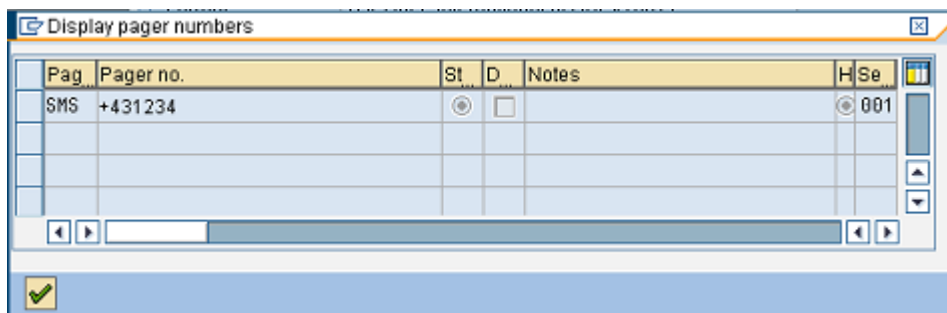 Display pager numbers
Pag... Pager no. St... D... Notes H Se...
SMS +431234 001